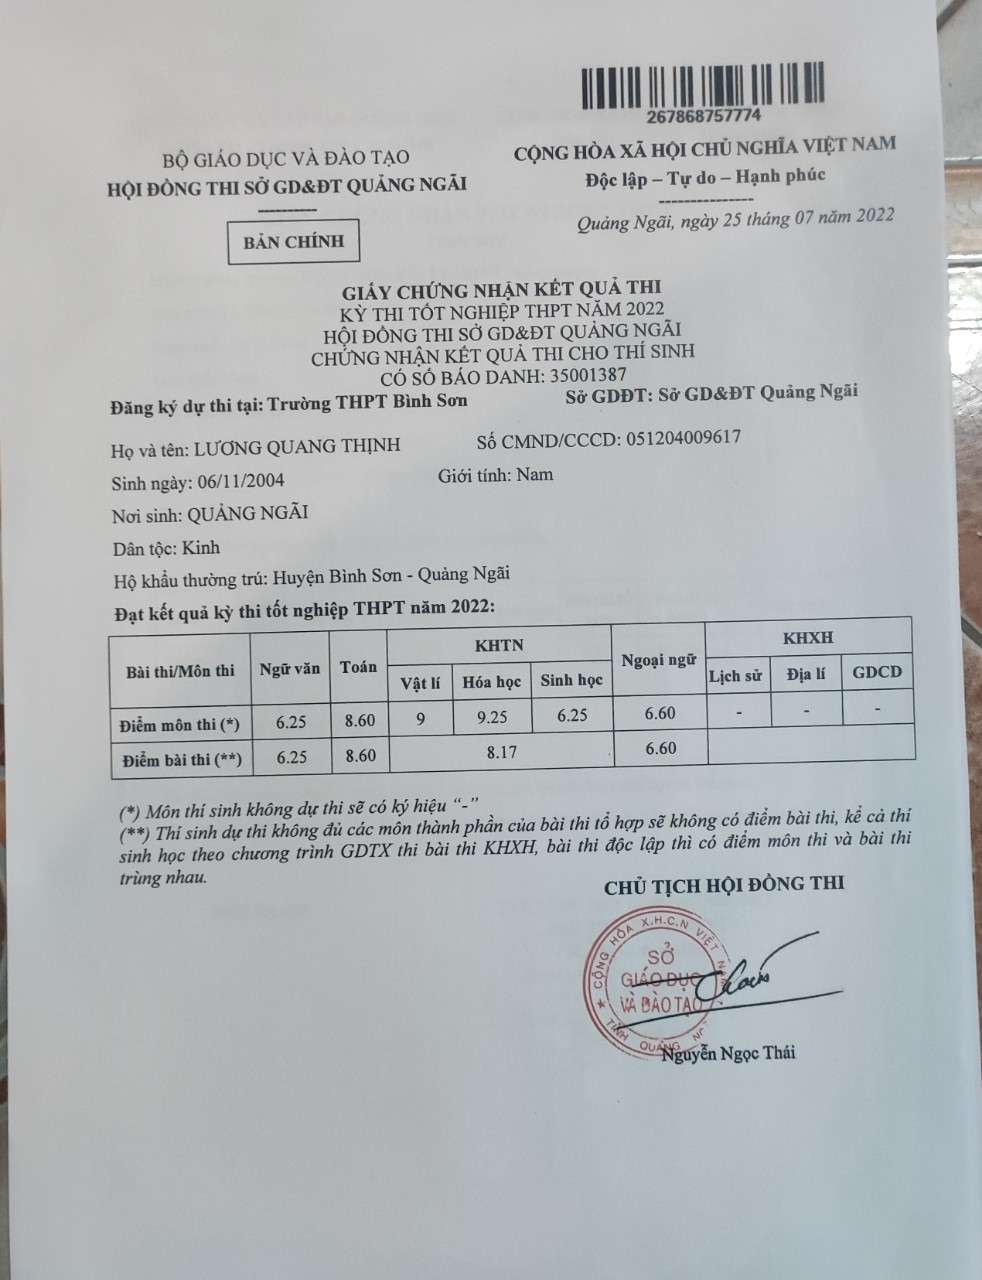 267868757774
BỘ GIÁO DỤC VÀ ĐÀO TẠO
HỘI ĐỒNG THI SỞ GD&ĐT QUẢNG NGÃI
----------
BẢN CHÍNH
CỘNG HÒA XÃ HỘI CHỦ NGHĨA VIỆT NAM
Độc lập – Tự do – Hạnh phúc
---------------
Quảng Ngãi, ngày 25 tháng 07 năm 2022
GIẤY CHỨNG NHẬN KẾT QUẢ THI
KỲ THI TỐT NGHIỆP THPT NĂM 2022
HỘI ĐỒNG THI SỞ GD&ĐT QUẢNG NGÃI
CHỨNG NHẬN KẾT QUẢ THI CHO THÍ SINH
CÓ SỐ BÁO DANH: 35001387
Đăng ký dự thi tại: Trường THPT Bình Sơn Sở GDĐT: Sở GD&ĐT Quảng Ngãi
Họ và tên: LƯƠNG QUANG THỊNH Số CMND/CCCD: 051204009617
Sinh ngày: 06/11/2004 Giới tính: Nam
Nơi sinh: QUẢNG NGÃI
Dân tộc: Kinh
Hộ khẩu thường trú: Huyện Bình Sơn - Quảng Ngãi
Đạt kết quả kỳ thi tốt nghiệp THPT năm 2022:
Bài thi/Môn thi Ngữ văn Toán KHTN Ngoại ngữ KHXH
Vật lí Hóa học Sinh học Lịch sử Địa lí GDCD
Điểm môn thi (*) 6.25 8.60 9 9.25 6.25 6.60 - - -
Điểm bài thi (**) 6.25 8.60 8.17 6.60
(*) Môn thí sinh không dự thi sẽ có ký hiệu “-”
(**) Thí sinh dự thi không đủ các môn thành phần của bài thi tổ hợp sẽ không có điểm bài thi, kể cả thí
sinh học theo chương trình GDTX thi bài thi KHXH, bài thi độc lập thì có điểm môn thi và bài thi
trùng nhau.
CHỦ TỊCH HỘI ĐỒNG THI
CỘNG HÒA X.H.C.N VIỆT NAM
SỞ
GIÁO DỤC
VÀ ĐÀO TẠO
TỈNH QUẢNG
Nguyễn Ngọc Thái